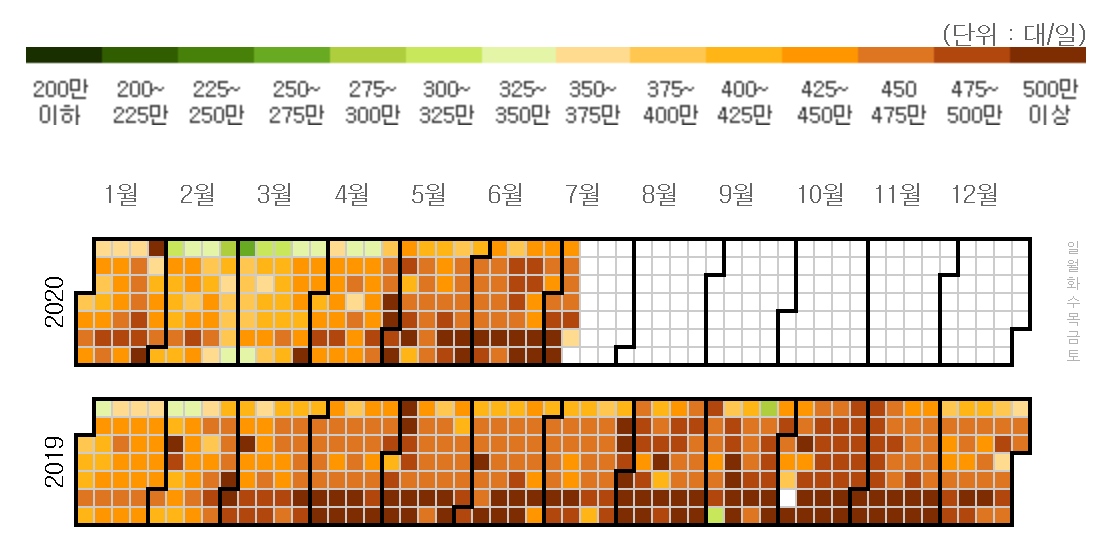 (단위 : 대/일)
200만 200~ 225~ 250~ 275~ 300~ 325~ 350~ 375~ 400~ 425~ 450 475~ 500만
이하 225만 250만 275만 300만 325만 350만 375만 400만 425만 450만 475만 500만 이상
1월 2월 3월 4월 5월 6월 7월 8월 9월 10월 11월 12월
2020
일
월
화
수
목
금
토
2019